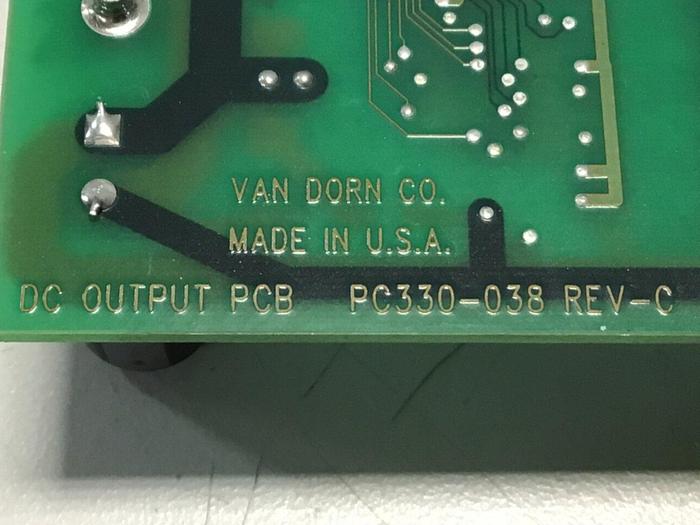 VAN DORN CO.
MADE IN U.S.A.
DC OUTPUT PCB PC330-038 REV-C